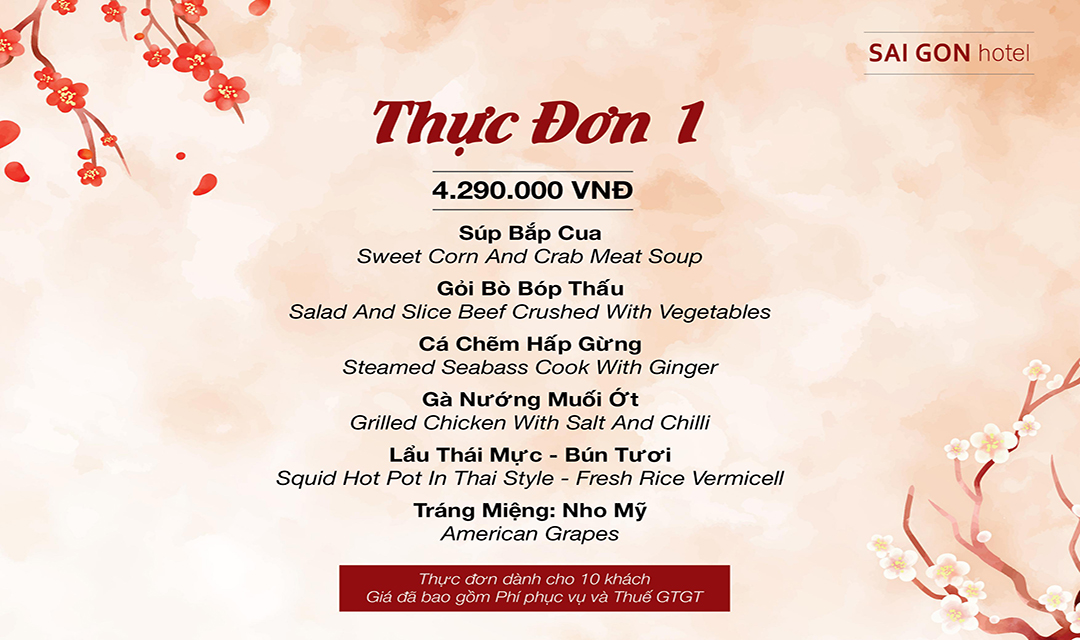 SAI GON hotel
Thực Đơn 1
4.290.000 VNĐ
Súp Bắp Cua
Sweet Corn And Crab Meat Soup
Gỏi Bò Bóp Thấu
Salad And Slice Beef Crushed With Vegetables
Cá Chẽm Hấp Gừng
Steamed Seabass Cook With Ginger
Gà Nướng Muối Ớt
Grilled Chicken With Salt And Chilli
Lẩu Thái Mực - Bún Tươi
Squid Hot Pot In Thai Style - Fresh Rice Vermicell
Tráng Miệng: Nho Mỹ
American Grapes
Thực đơn dành cho 10 khách
Giá đã bao gồm Phí phục vụ và Thuế GTGT